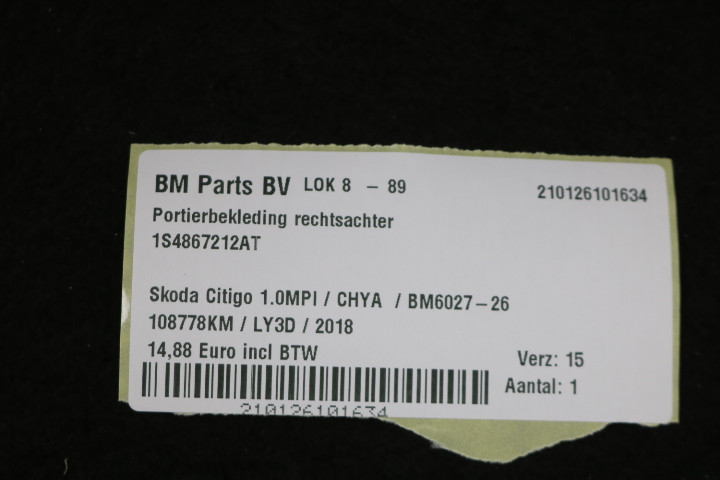 BM Parts BV LOK 8 - 89 210126101634
Portierbekleding rechtsachter
1S4867212AT
Skoda Citigo 1.0MPI / CHYA / BM6027-26
108778KM / LY3D / 2018
14,88 Euro incl BTW Verz: 15
Aantal: 1
210126101634